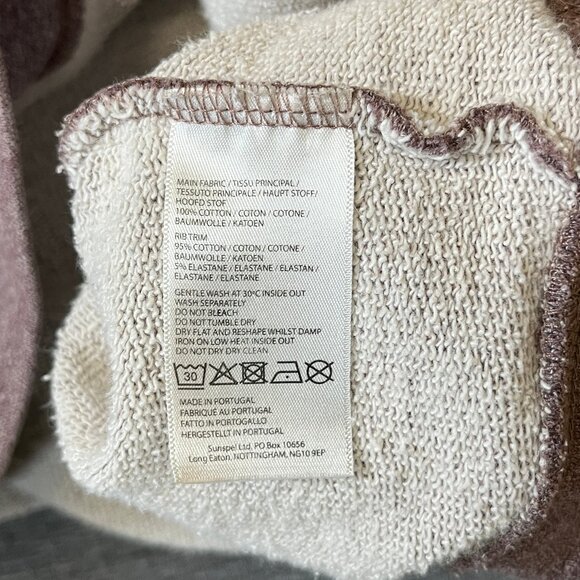 MAIN FABRIC / TISSU PRINCIPAL /
TESSUTO PRINCIPALE / HAUPT STOFF/
HOOFD STOF
100% COTTON / COTON / COTONE /
BAUMWOLLE / KATOEN
RIB TRIM
95% COTTON / COTON / COTONE /
BAUMWOLLE / KATOEN
5% ELASTANE / ELASTANE / ELASTAN /
ELASTANE / ELASTANE
GENTLE WASH AT 30°C INSIDE OUT
WASH SEPARATELY
DO NOT BLEACH
DO NOT TUMBLE DRY
DRY FLAT AND RESHAPE WHILST DAMP
IRON ON LOW HEAT INSIDE OUT
DO NOT DRY CLEAN
30
MADE IN PORTUGAL
FABRIQUE AU PORTUGAL
FATTO IN PORTOGALLO
HERGESTELLT IN PORTUGAL
Sunspel Ltd, PO BOX 10656
Long Eaton, NOTTINGHAM, NG10 9EP